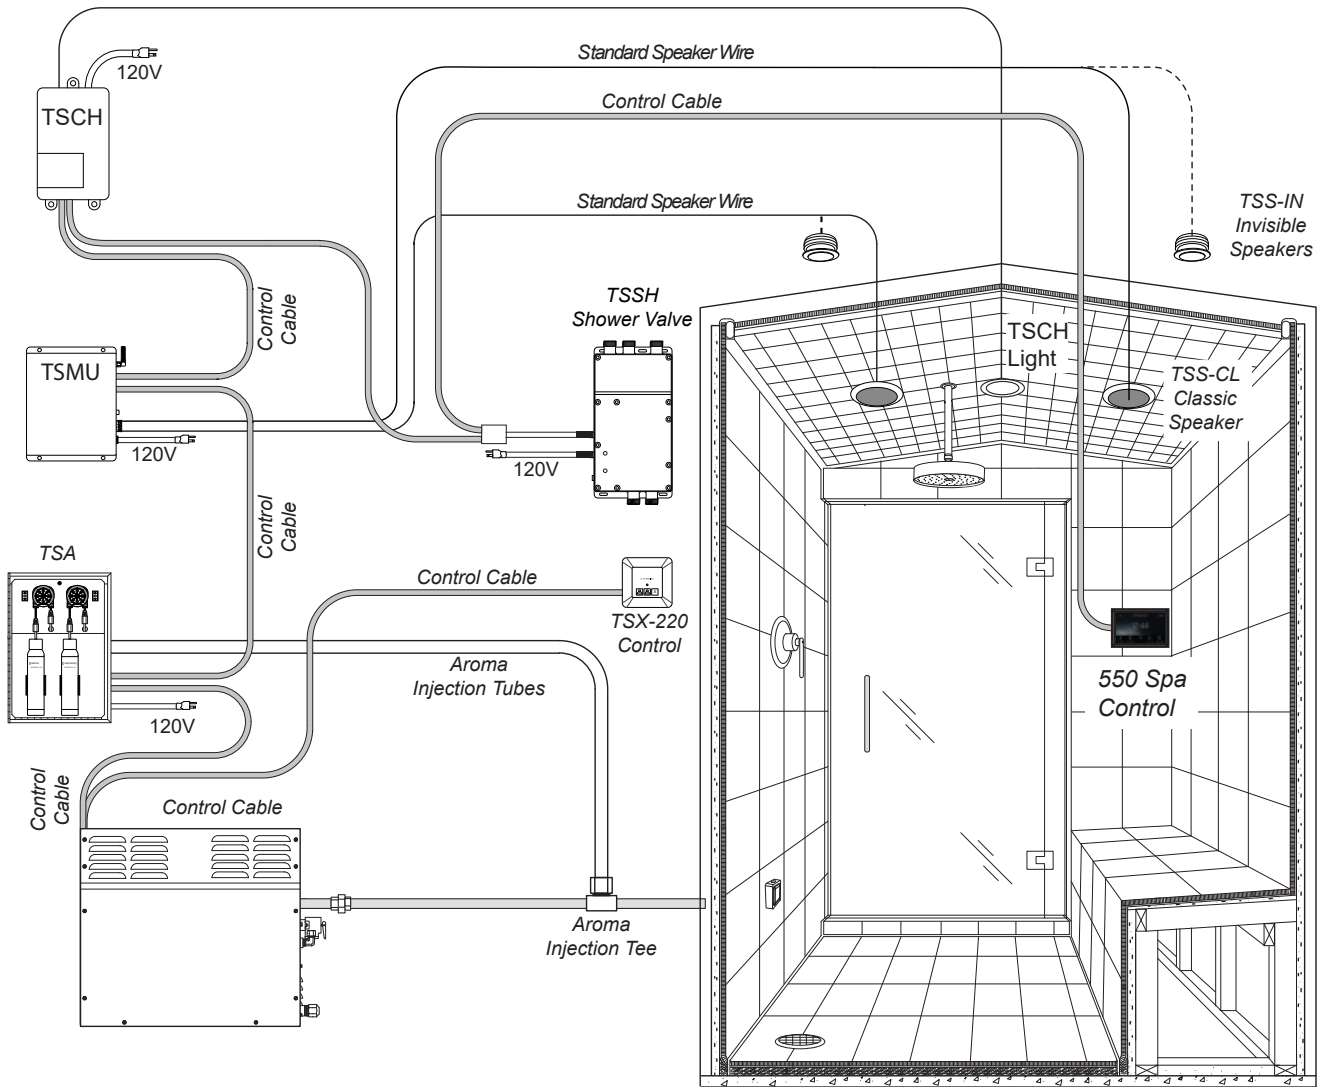 Standard Speaker Wire
120V
Control Cable
TSCH
Standard Speaker Wire
TSS-IN
Invisible
Speakers
Control
Cable
TSSH
Shower Valve
TSCH
Light
TSMU
TSS-CL
Classic
Speaker
120V
120V
Control
Cable
TSA
Control Cable
TSX-220
Control
Aroma
Injection Tubes
550 Spa
Control
120V
Control
Cable
Control Cable
Aroma
Injection Tee